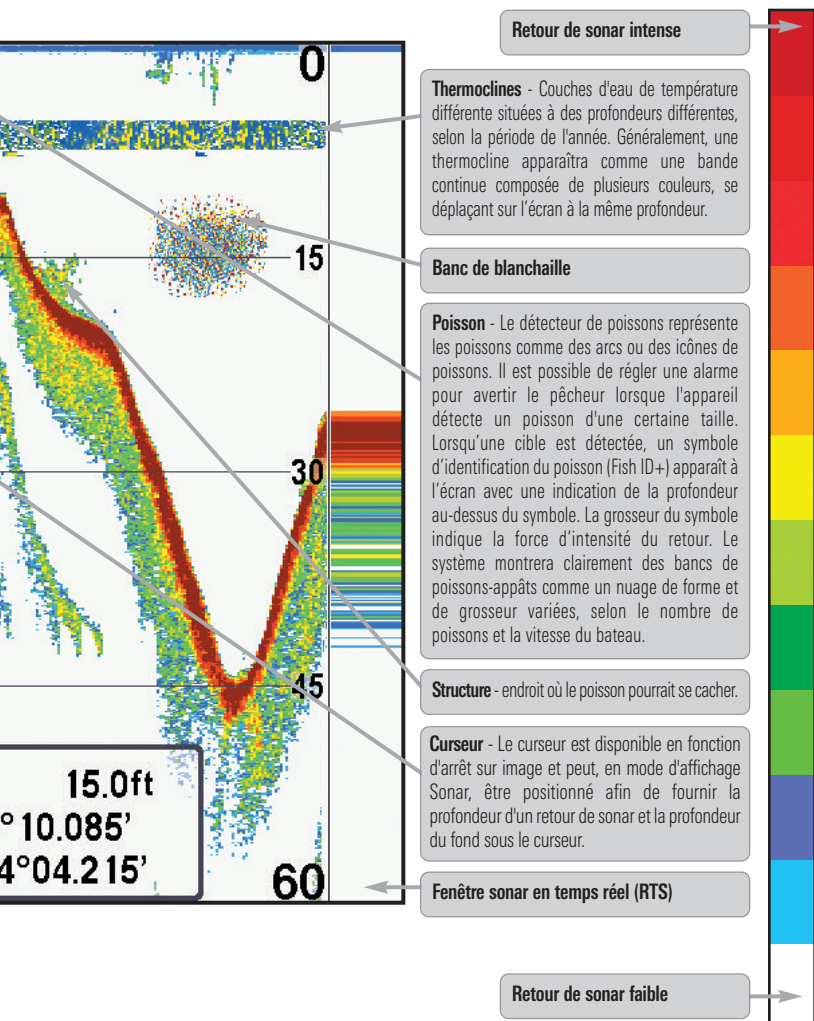 Retour de sonar intense
0
Thermoclines - Couches d'eau de température
différente situées à des profondeurs différentes,
selon la période de l'année. Généralement, une
thermocline apparaîtra comme une bande
continue composée de plusieurs couleurs, se
déplaçant sur l’écran à la même profondeur.
15
Banc de blanchaille
Poisson - Le détecteur de poissons représente
les poissons comme des arcs ou des icônes de
poissons. Il est possible de régler une alarme
pour avertir le pêcheur lorsque l'appareil
détecte un poisson d'une certaine taille.
Lorsqu’une cible est détectée, un symbole
d’identification du poisson (Fish ID+) apparaît à
l’écran avec une indication de la profondeur
au-dessus du symbole. La grosseur du symbole
indique la force d’intensité du retour. Le
système montrera clairement des bancs de
poissons-appâts comme un nuage de forme et
de grosseur variées, selon le nombre de
poissons et la vitesse du bateau.
30
Structure - endroit où le poisson pourrait se cacher.
45
Curseur - Le curseur est disponible en fonction
d'arrêt sur image et peut, en mode d'affichage
Sonar, être positionné afin de fournir la
profondeur d'un retour de sonar et la profondeur
du fond sous le curseur.
15.0ft
°10.085’
4°04.215’
60
Fenêtre sonar en temps réel (RTS)
Retour de sonar faible